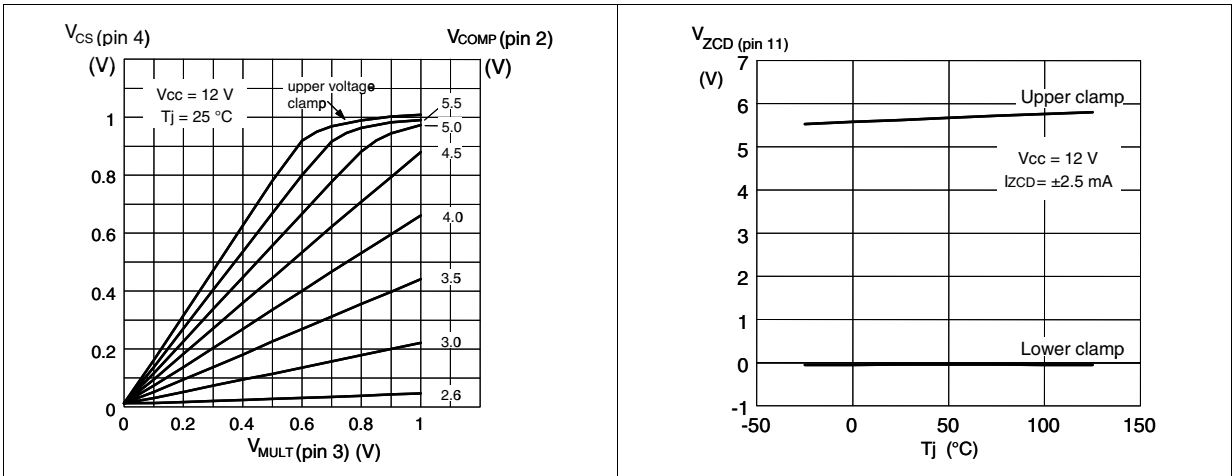 VCS (pin 4)
(V)
VCOMP (pin 2)
(V)
Vcc = 12 V
Tj = 25 °C
upper voltage
clamp
1
0.8
0.6
0.4
0.2
0
5.5
5.0
4.5
4.0
3.5
3.0
2.6
0 0.2 0.4 0.6 0.8 1
VMULT (pin 3) (V)
VZCD (pin 11)
(V)
7
6
5
4
3
2
1
0
-1
Upper clamp
Vcc = 12 V
IZCD = ±2.5 mA
Lower clamp
-50 0 50 100 150
Tj (°C)